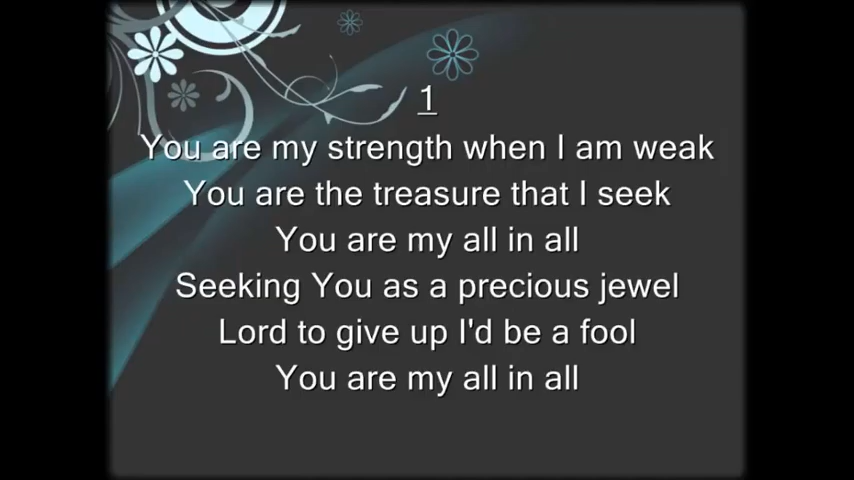 1
You are my strength when I am weak
You are the treasure that I seek
You are my all in all
Seeking You as a precious jewel
Lord to give up I'd be a fool
You are my all in all